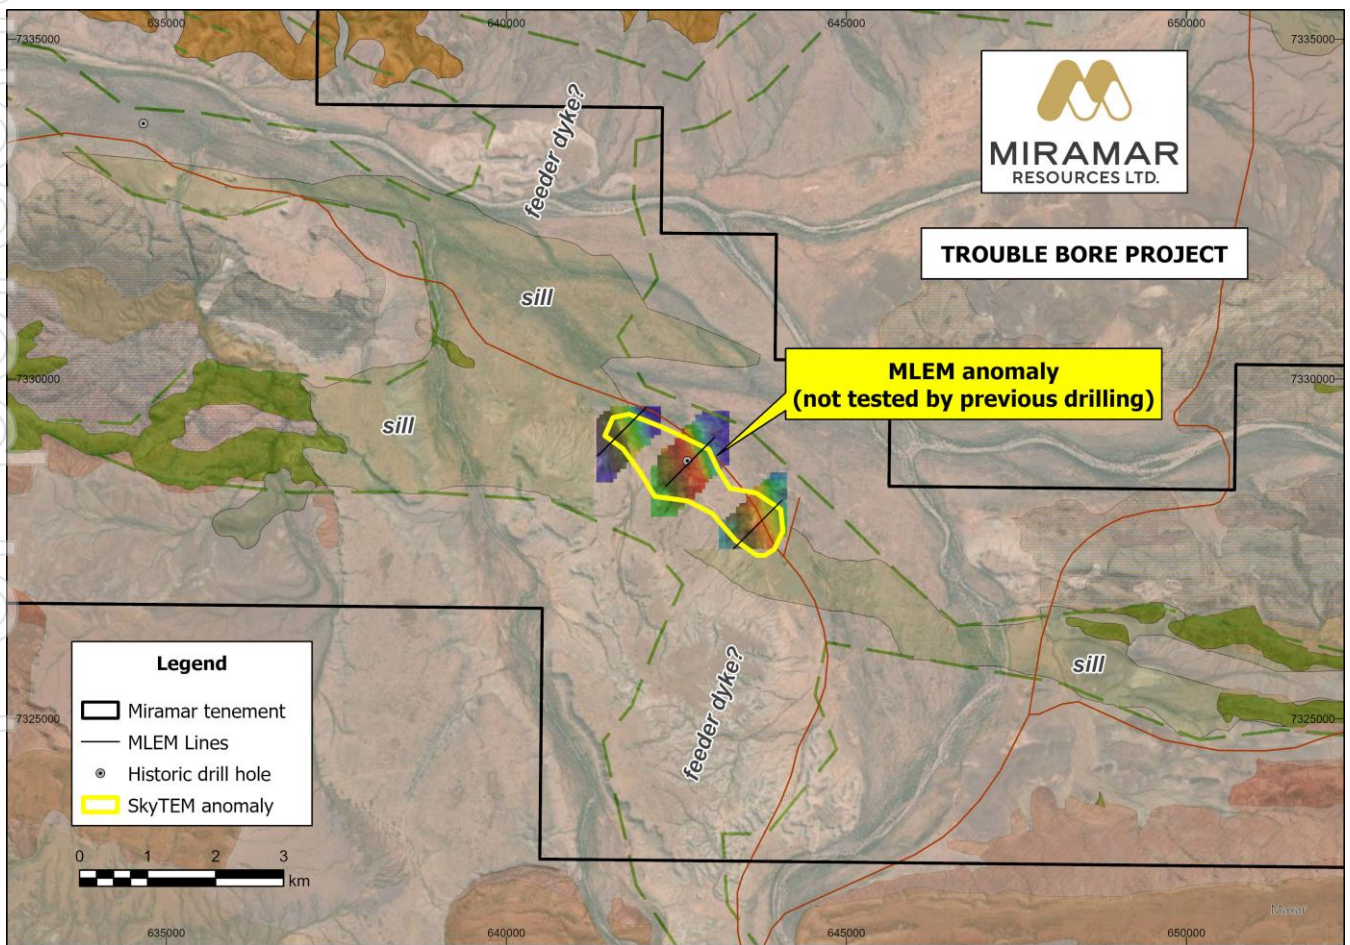 635000
640000
645000
650000
7335000
7335000
MIRAMAR
RESOURCES LTD.
TROUBLE BORE PROJECT
feeder dyke?
sill
7330000
7330000
MLEM anomaly
(not tested by previous drilling)
sill
Legend
Miramar tenement
MLEM Lines
Historic drill hole
SkyTEM anomaly
0 1 2 3
km
feeder dyke?
sill
7325000
7325000
Maxar
635000
640000
645000
650000